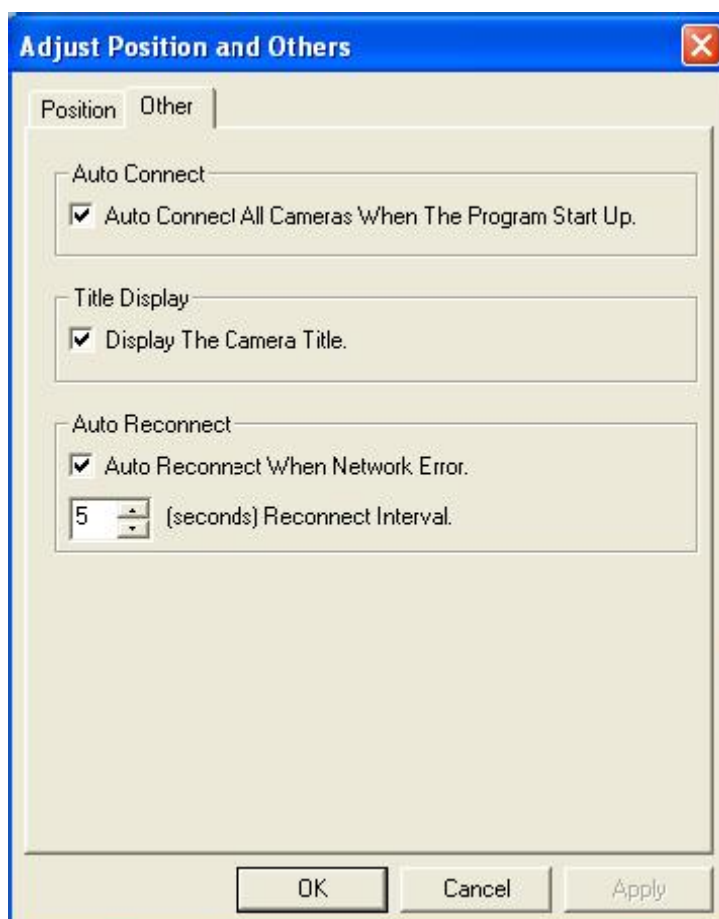 Adjust Position and Others
Position Other
Auto Connect
Auto Connect All Cameras When The Program Start Up.
Title Display
Display The Camera Title.
Auto Reconnect
Auto Reconnect When Network Error.
5 (seconds) Reconnect Interval.
OK Cancel Apply